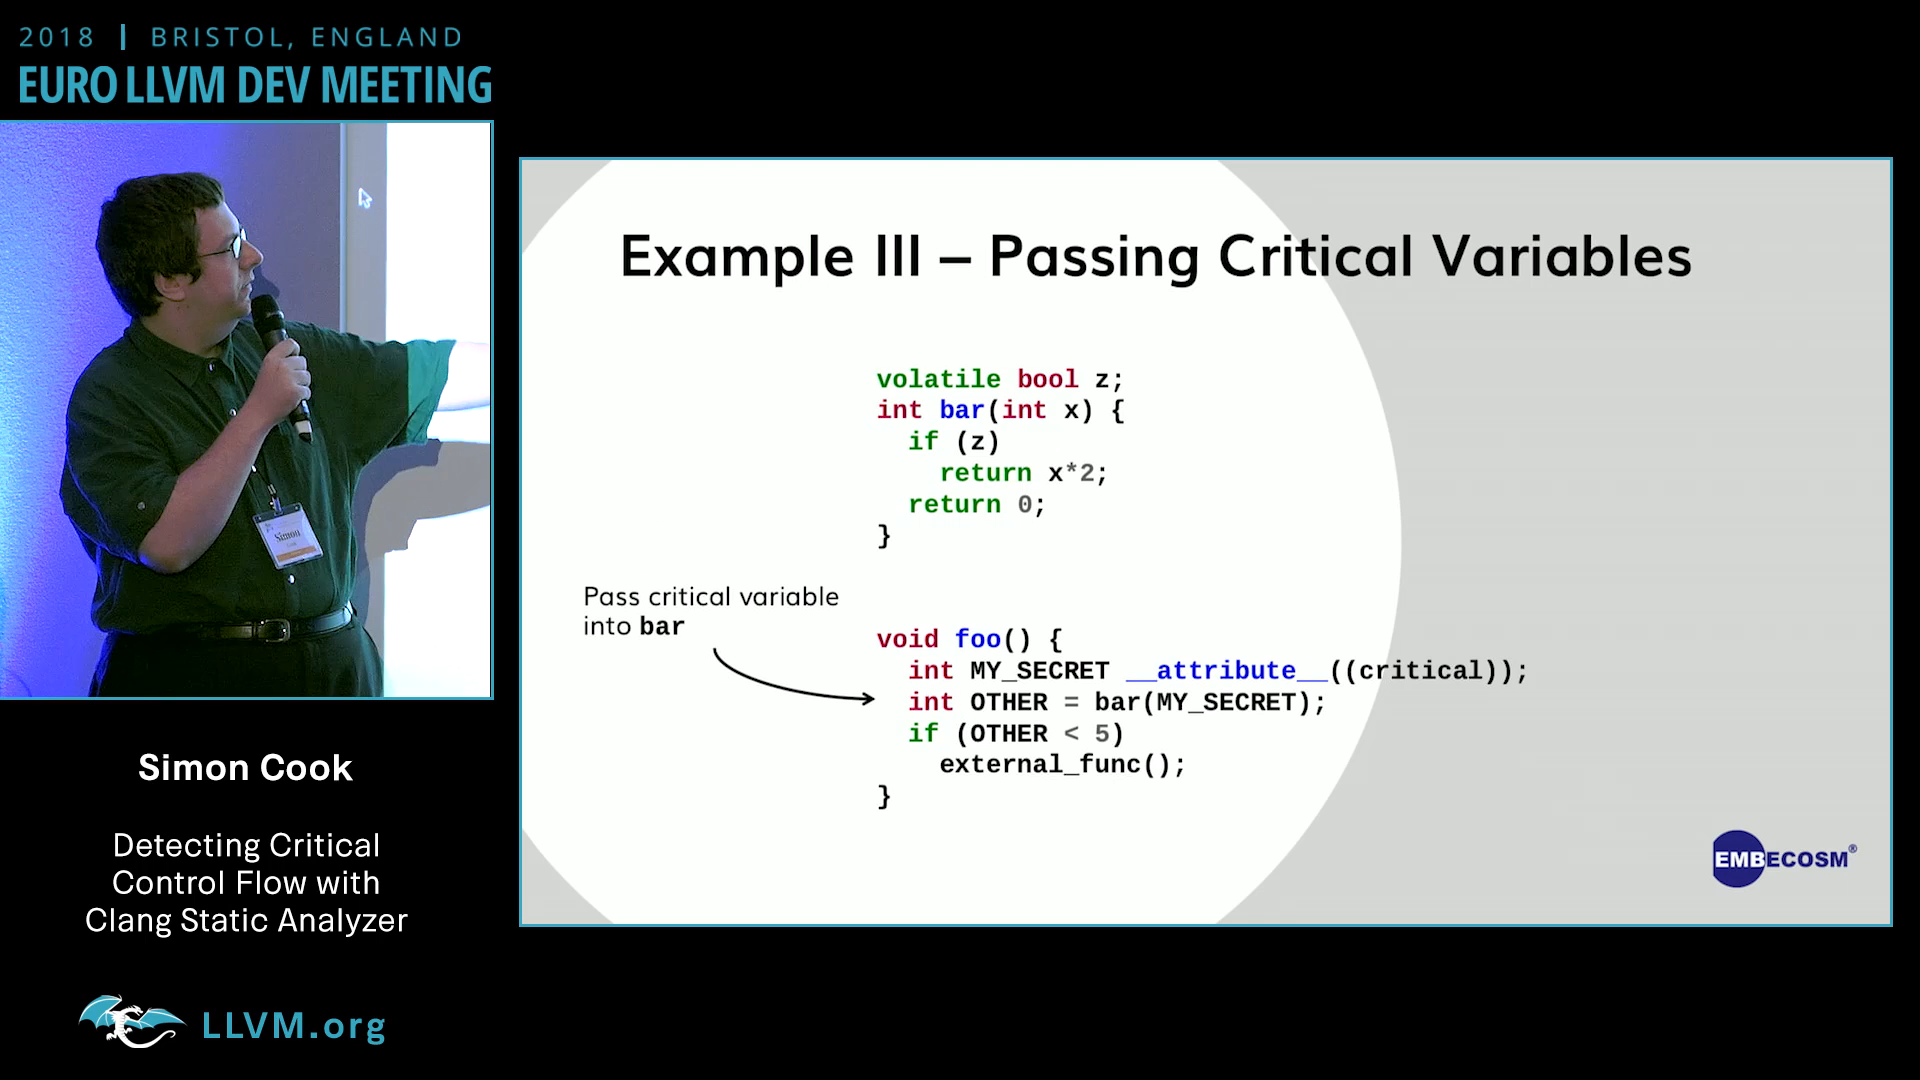 2018 | BRISTOL, ENGLAND
EURO LLVM DEV MEETING
Simon
Simon Cook
Detecting Critical
Control Flow with
Clang Static Analyzer
LLVM.org
Example III – Passing Critical Variables
volatile bool z;
int bar(int x) {
if (z)
return x*2;
return 0;
}
Pass critical variable
into bar
void foo() {
int MY_SECRET __attribute__((critical));
int OTHER = bar(MY_SECRET);
if (OTHER < 5)
external_func();
}
EMBECOSM®